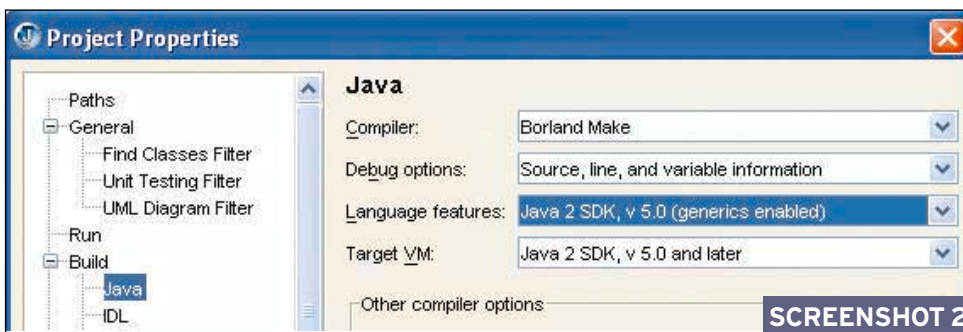 Project Properties
Paths
General
Find Classes Filter
Unit Testing Filter
UML Diagram Filter
Run
Build
Java
IDL
Java
Compiler: Borland Make
Debug options: Source, line, and variable information
Language features: Java 2 SDK, v 5.0 (generics enabled)
Target VM: Java 2 SDK, v 5.0 and later
Other compiler options
SCREENSHOT 2